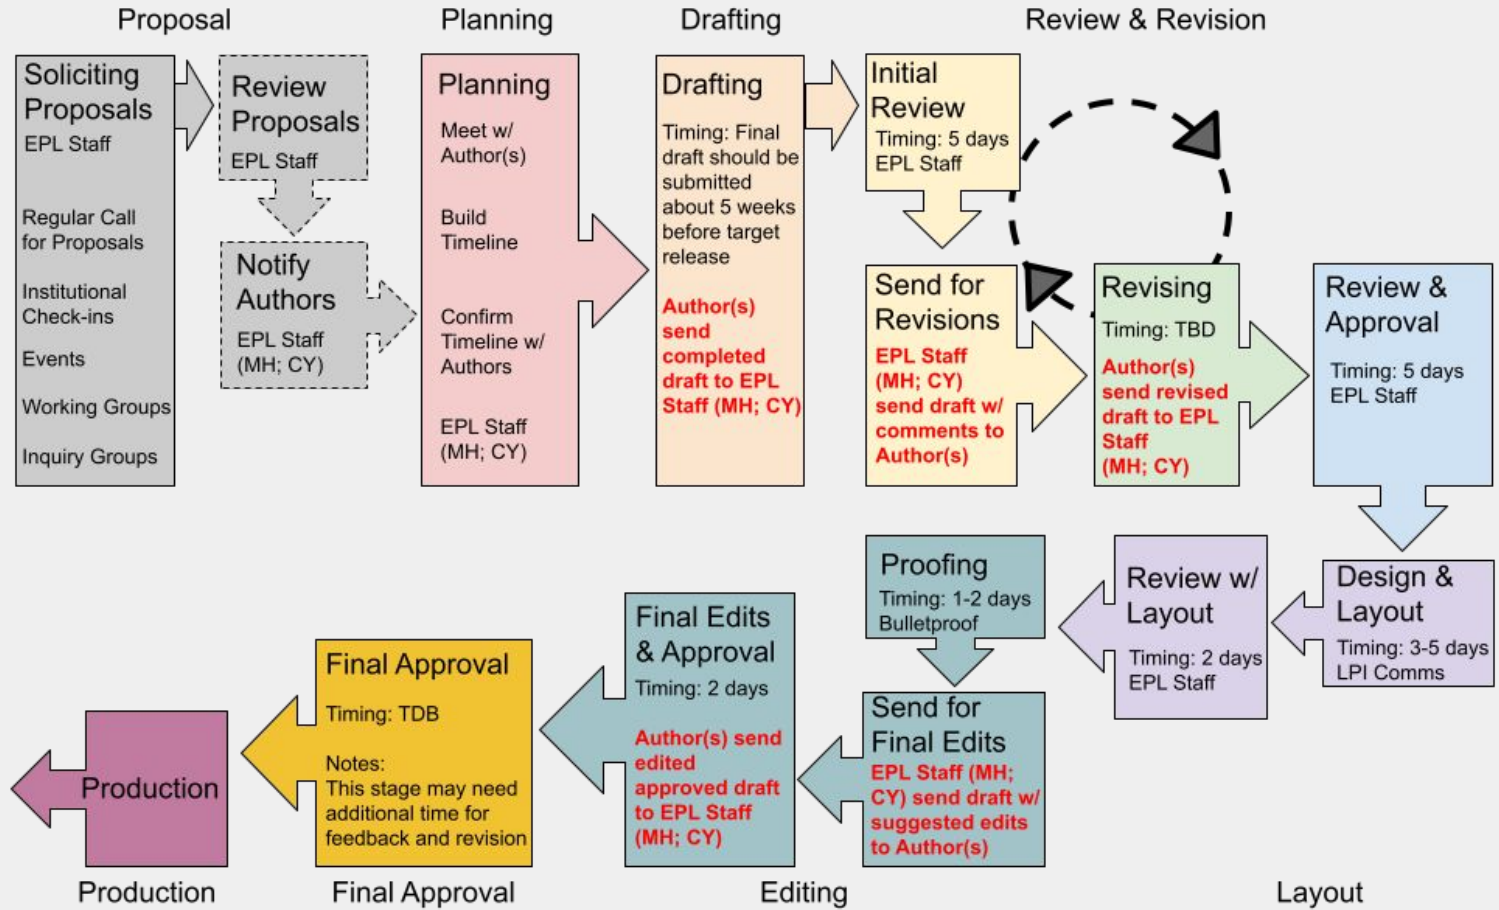 Proposal
Planning
Drafting
Review & Revision
Soliciting
Proposals
EPL Staff
Regular Call
for Proposals
Institutional
Check-ins
Events
Working Groups
Inquiry Groups
Review
Proposals
EPL Staff
Notify
Authors
EPL Staff
(MH; CY)
Planning
Meet w/
Author(s)
Build
Timeline
Confirm
Timeline w/
Authors
EPL Staff
(MH; CY)
Drafting
Timing: Final
draft should be
submitted
about 5 weeks
before target
release
Author(s)
send
completed
draft to EPL
Staff (MH; CY)
Initial
Review
Timing: 5 days
EPL Staff
Send for
Revisions
EPL Staff
(MH; CY)
send draft w/
comments to
Author(s)
Revising
Timing: TBD
Author(s)
send revised
draft to EPL
Staff
(MH; CY)
Review &
Approval
Timing: 5 days
EPL Staff
Design &
Layout
Timing: 3-5 days
LPI Comms
Review w/
Layout
Timing: 2 days
EPL Staff
Proofing
Timing: 1-2 days
Bulletproof
Send for
Final Edits
EPL Staff (MH;
CY) send draft w/
suggested edits
to Author(s)
Final Edits
& Approval
Timing: 2 days
Author(s) send
edited
approved draft
to EPL Staff
(MH; CY)
Final Approval
Timing: TDB
Notes:
This stage may need
additional time for
feedback and revision
Production
Production
Final Approval
Editing
Layout